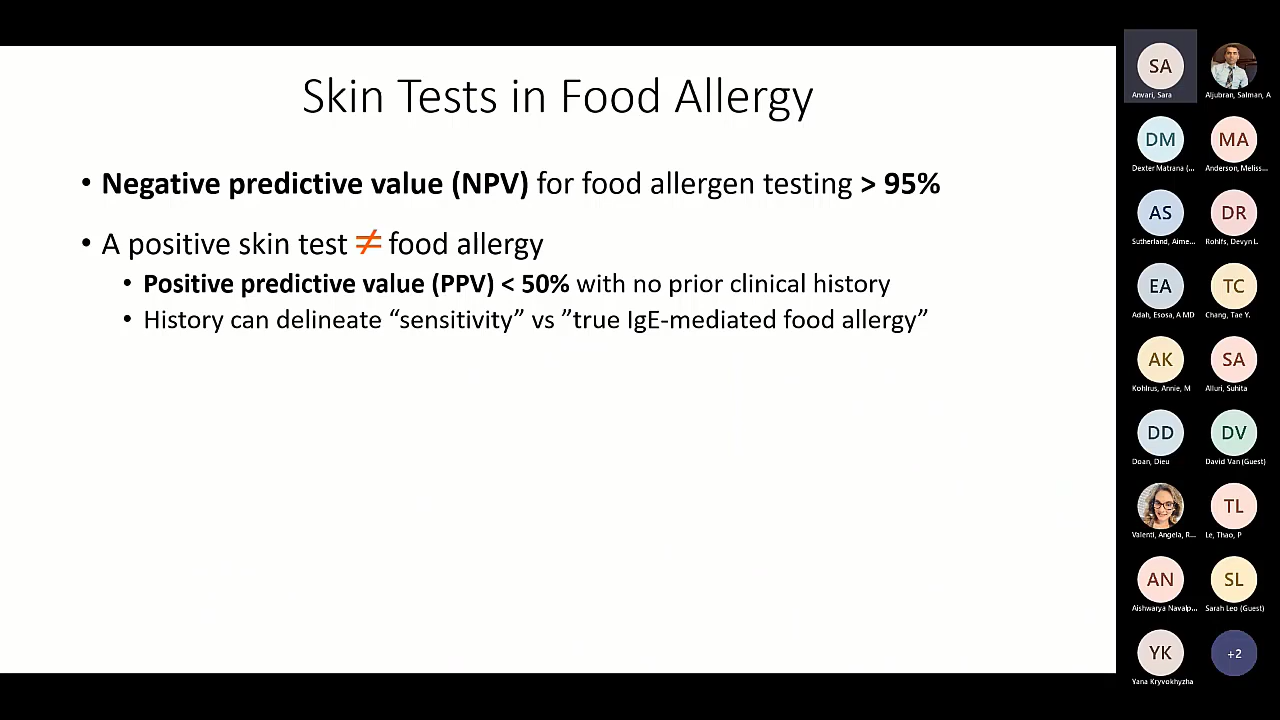 Skin Tests in Food Allergy
• Negative predictive value (NPV) for food allergen testing > 95%
• A positive skin test ≠ food allergy
• Positive predictive value (PPV) < 50% with no prior clinical history
• History can delineate “sensitivity” vs ”true IgE-mediated food allergy”
SA
Anvari, Sara
Aljubran, Salman, A
DM
Dexter Matrana (...
MA
Anderson, Meliss...
AS
Sutherland, Aime...
DR
Rohlfs, Devyn L.
EA
Adah, Esosa, A MD
TC
Chang, Tae Y.
AK
Kohlrus, Annie, M
SA
Alluri, Suhita
DD
Doan, Dieu
DV
David Van (Guest)
Valenti, Angela, R...
TL
Le, Thao, P
AN
Aishwarya Navalp...
SL
Sarah Leo (Guest)
YK
Yana Kryvokhyzha
+2